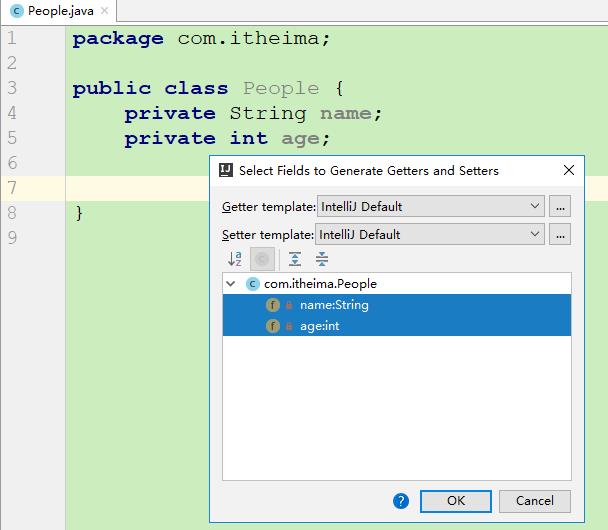 People.java
1 package com.itheima;
2
3 public class People {
4 private String name;
5 private int age;
6
7
8 }
9
Select Fields to Generate Getters and Setters
Getter template: IntelliJ Default ...
Setter template: IntelliJ Default ...
com.itheima.People
name:String
age:int
? OK Cancel